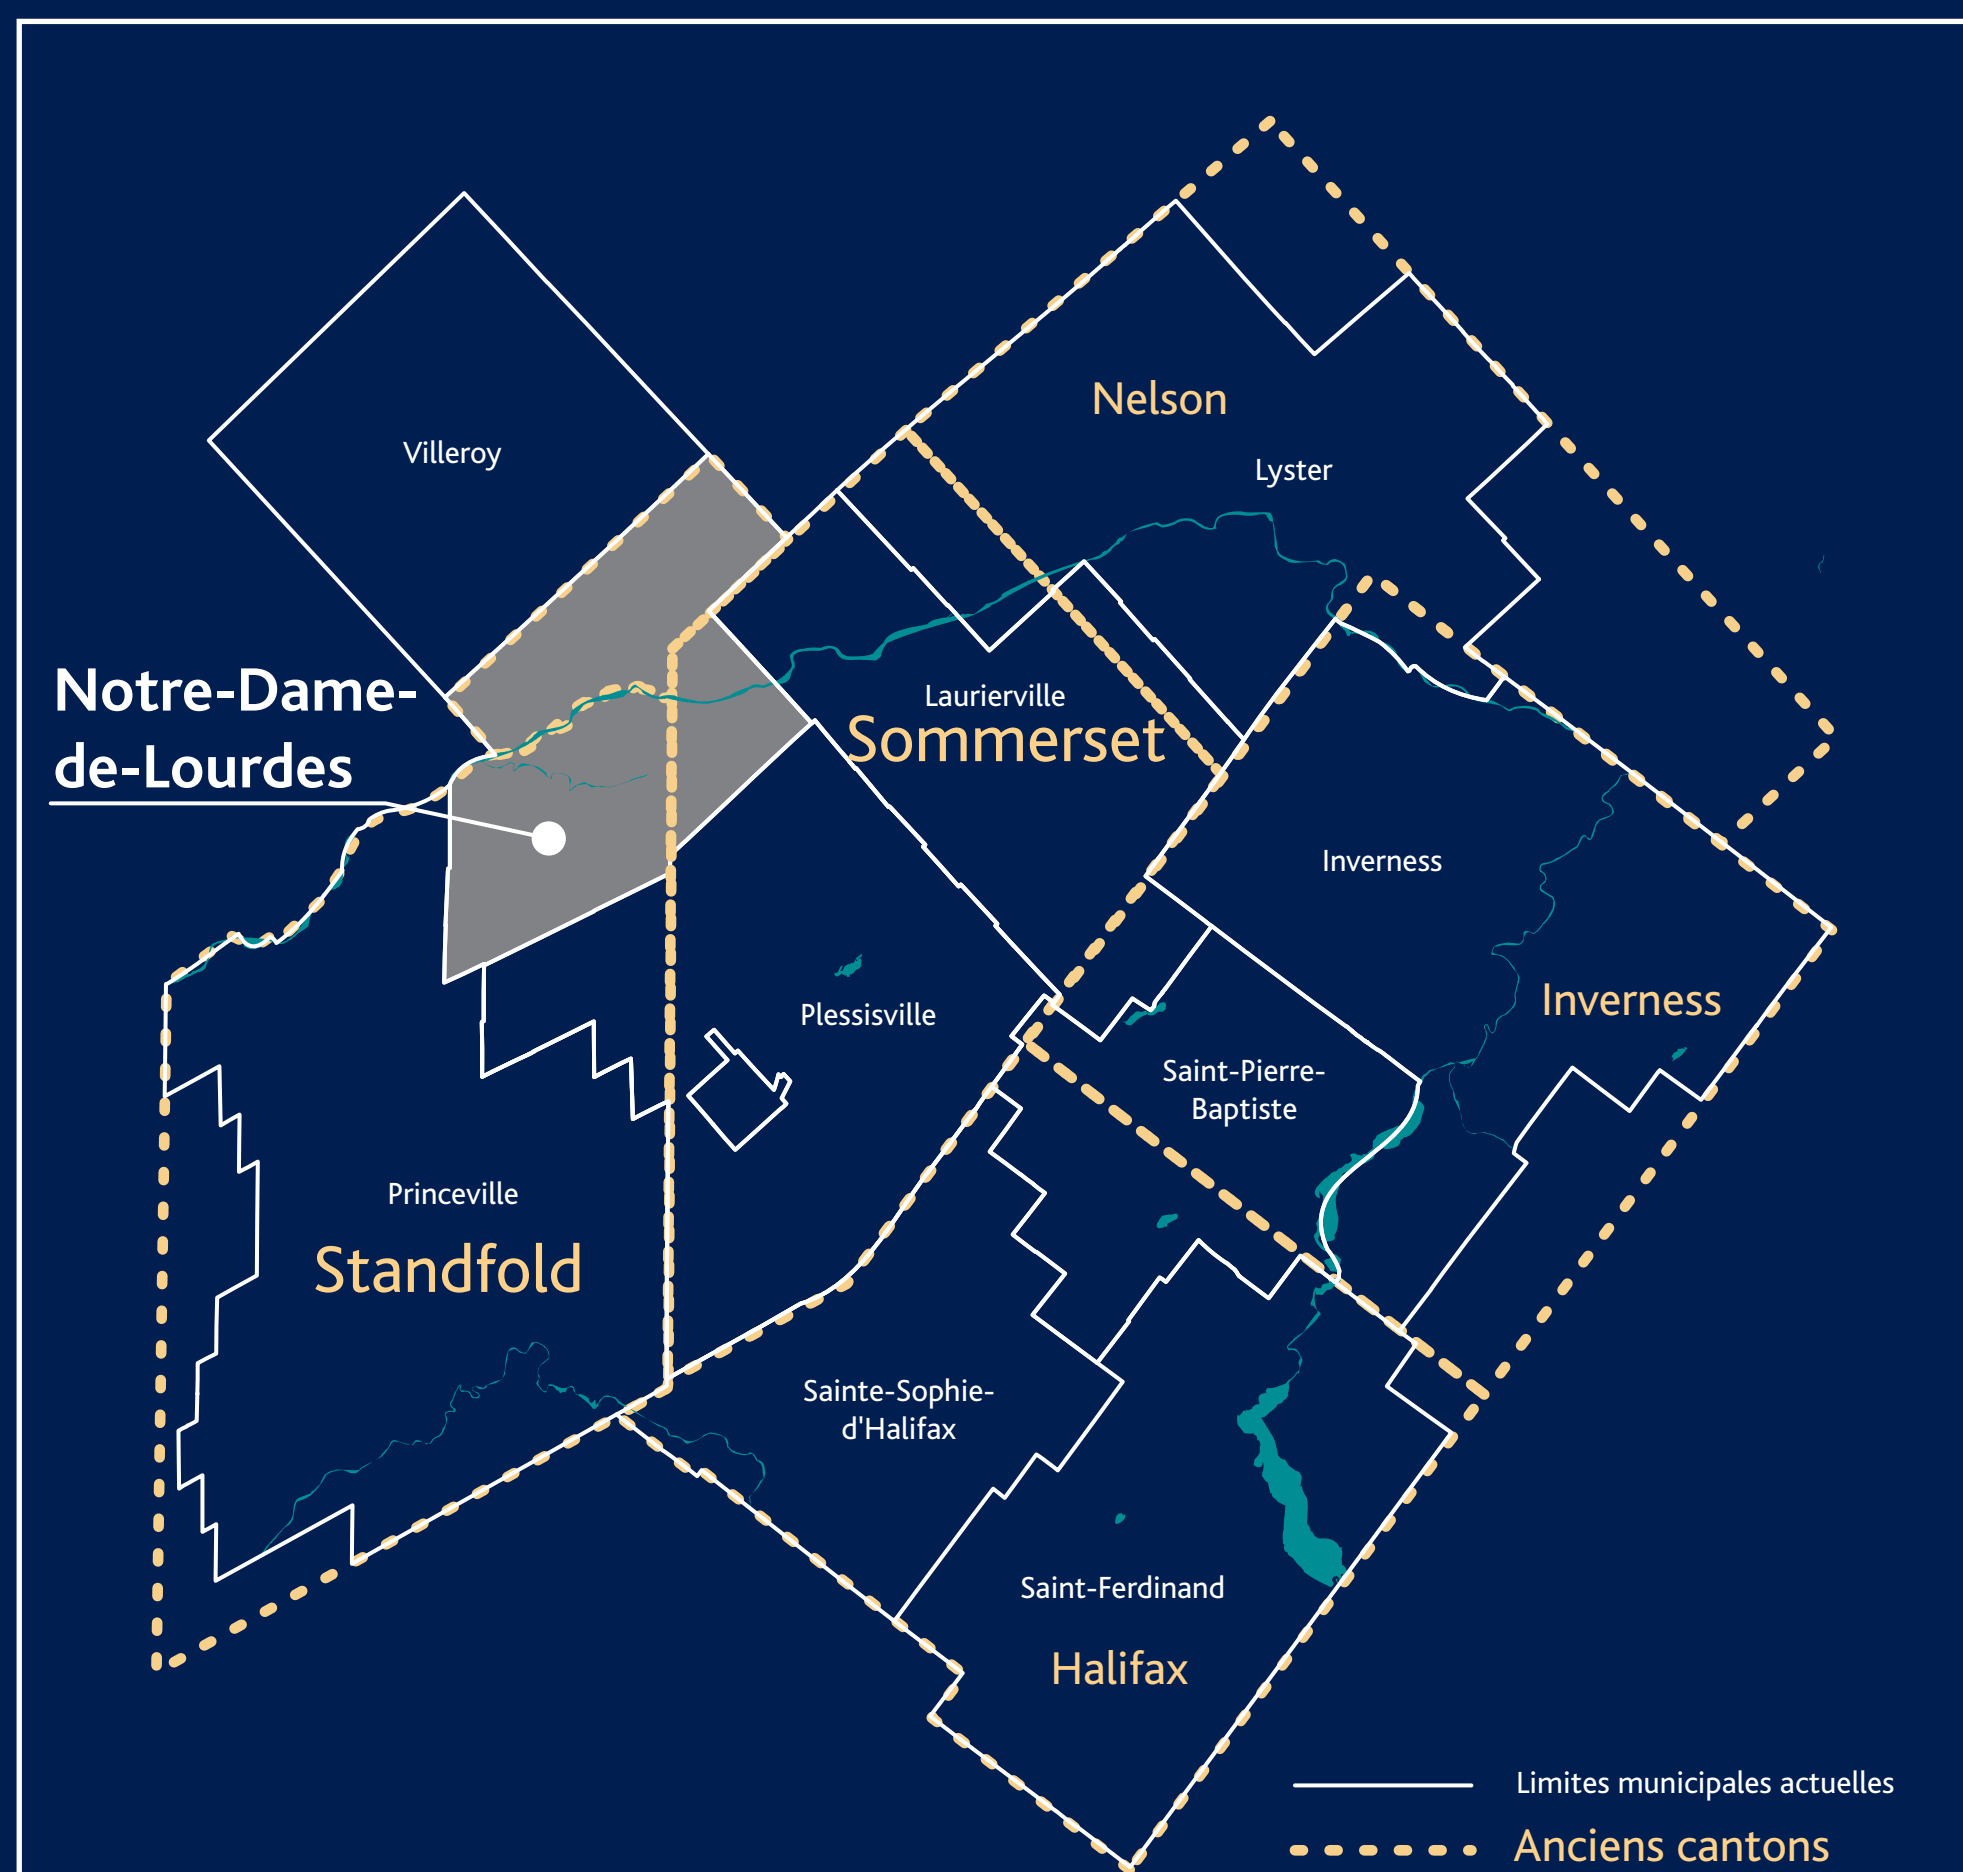 Nelson
Villeroy
Lyster
Notre-Dame-
de-Lourdes
Laurierville
Sommerset
Inverness
Inverness
Plessisville
Saint-Pierre-
Baptiste
Princeville
Standfold
Sainte-Sophie-
d'Halifax
Saint-Ferdinand
Halifax
Limites municipales actuelles
Anciens cantons